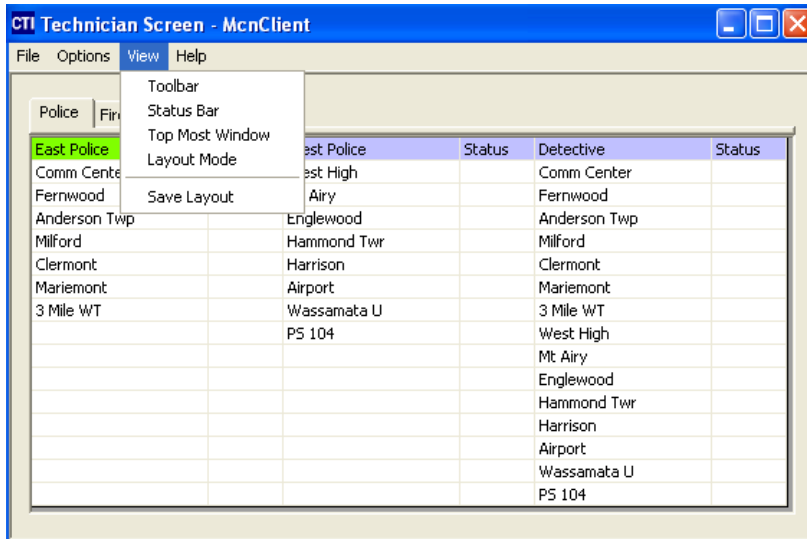 CTI Technician Screen - McnClient
File Options View Help
Toolbar
Status Bar
Top Most Window
Layout Mode
Save Layout
Police
East Police Status Detective Status
Comm Center
Fernwood Airy Fernwood
Anderson Twp Englewood Anderson Twp
Milford Hammond Twr Milford
Clermont Harrison Clermont
Mariemont Airport Mariemont
3 Mile WT Wassamata U 3 Mile WT
PS 104 West High
Mt Airy
Englewood
Hammond Twr
Harrison
Airport
Wassamata U
PS 104